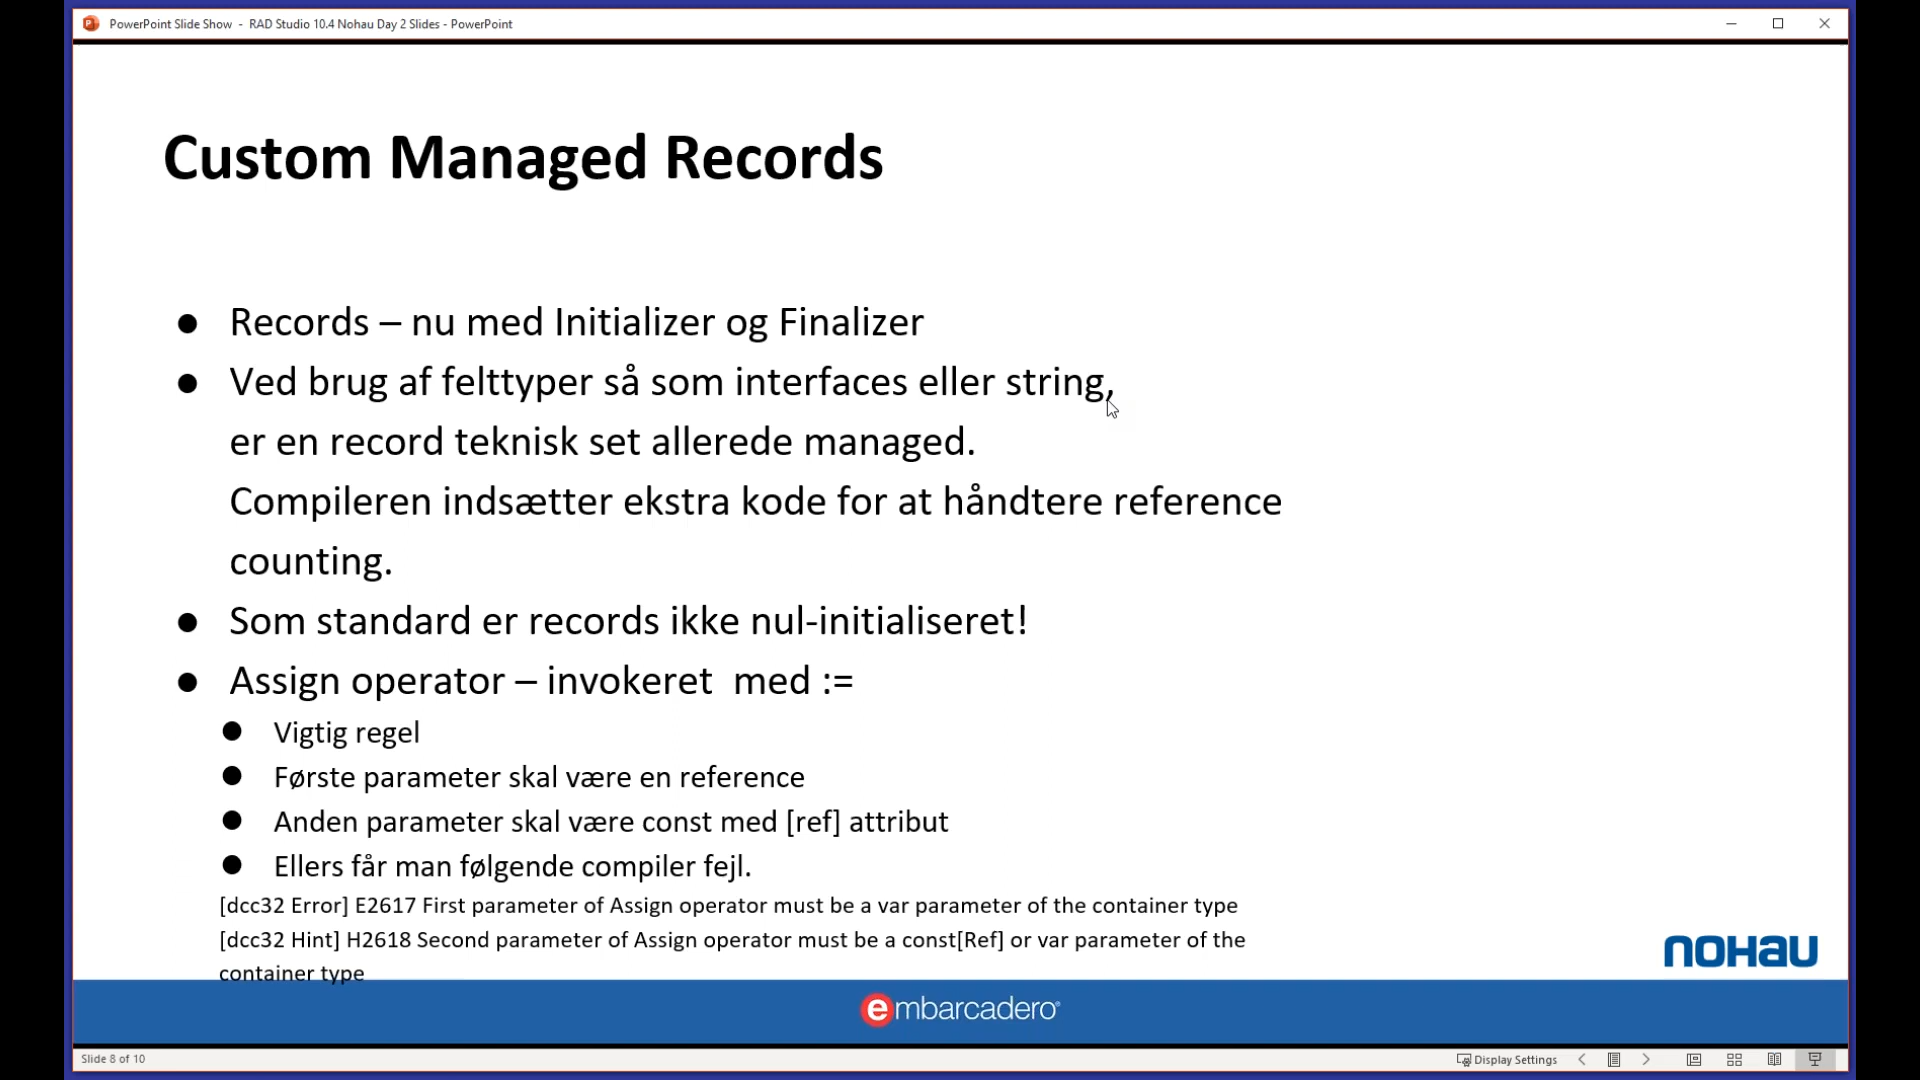 PowerPoint Slide Show - RAD Studio 10.4 Nohau Day 2 Slides - PowerPoint
Custom Managed Records
● Records – nu med Initializer og Finalizer
● Ved brug af felttyper så som interfaces eller string,
er en record teknisk set allerede managed.
Compileren indsætter ekstra kode for at håndtere reference
counting.
● Som standard er records ikke nul-initialiseret!
● Assign operator – invokeret  med :=
● Vigtig regel
● Første parameter skal være en reference
● Anden parameter skal være const med [ref] attribut
● Ellers får man følgende compiler fejl.
[dcc32 Error] E2617 First parameter of Assign operator must be a var parameter of the container type
[dcc32 Hint] H2618 Second parameter of Assign operator must be a const[Ref] or var parameter of the
container type
NOHAU
embarcadero
Slide 8 of 10
Display Settings